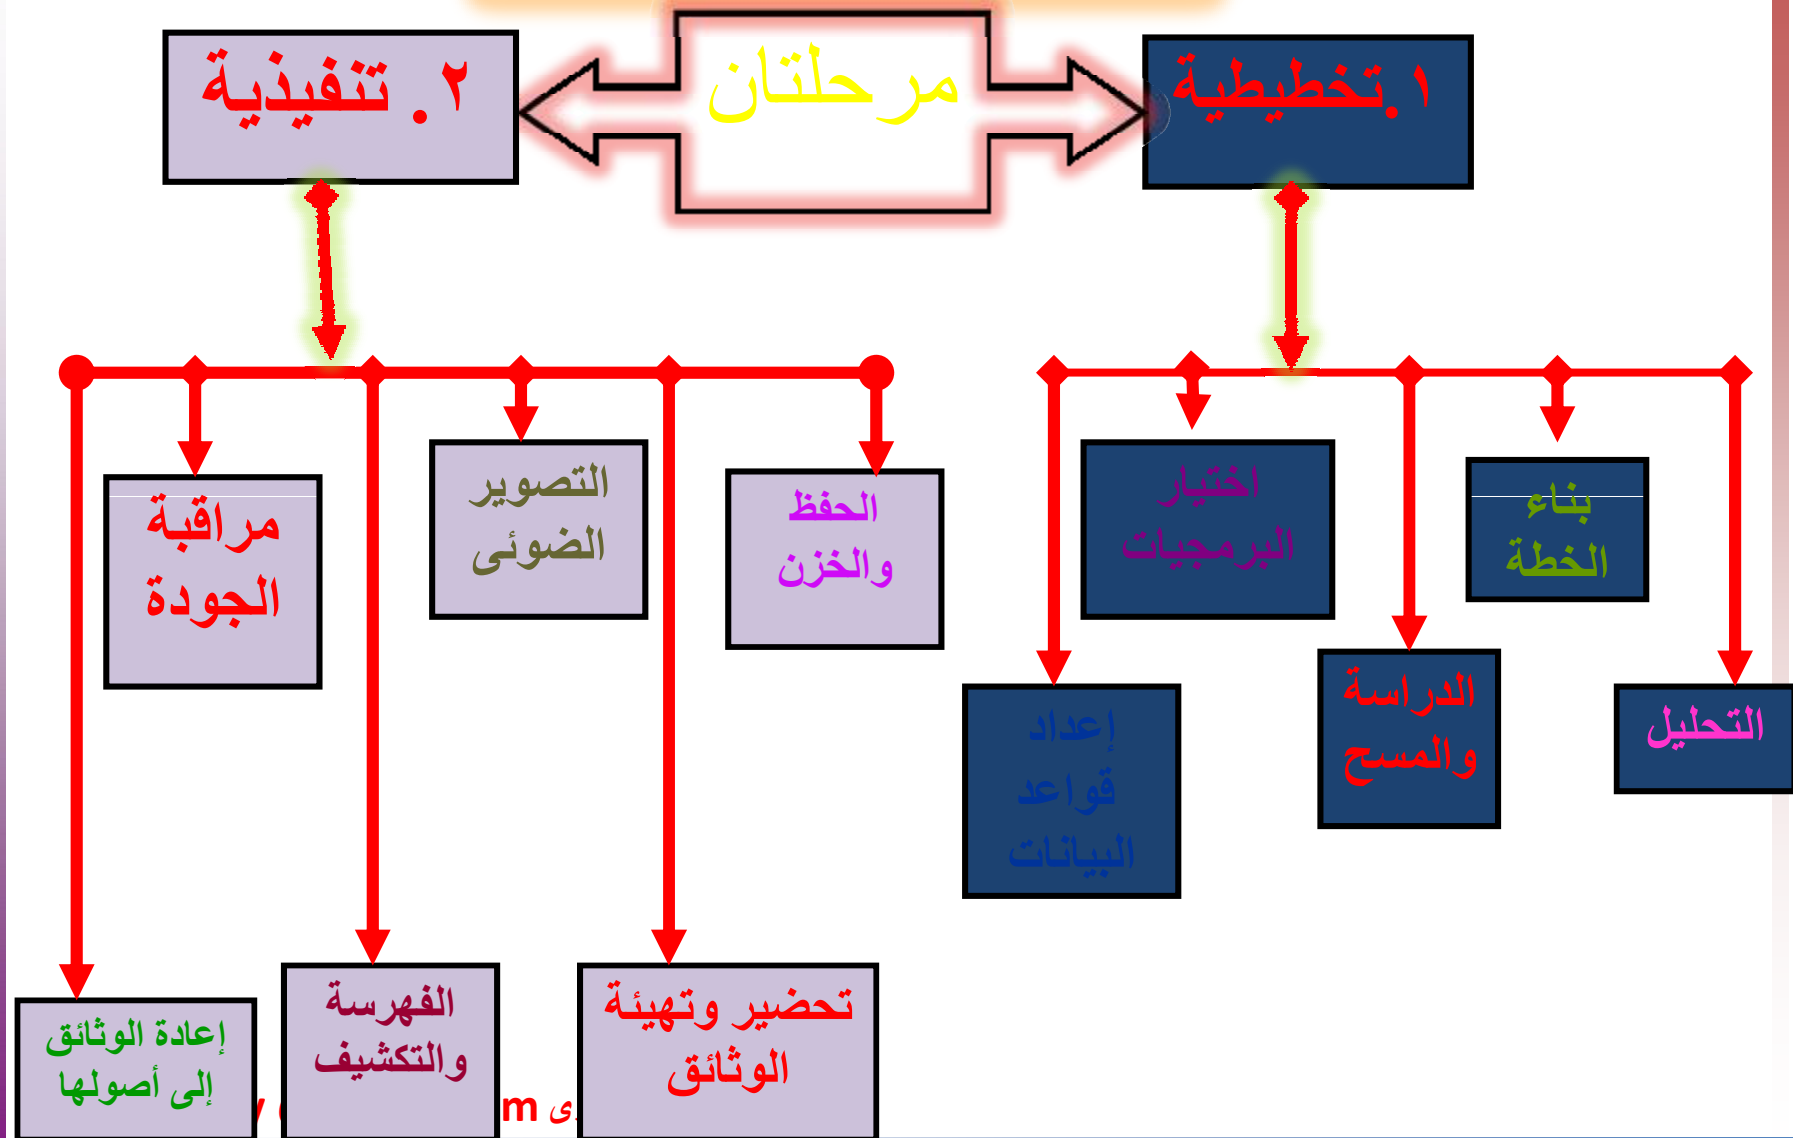 مرحلتان
١.تخطيطية
٢. تنفيذية
اختيار
البرمجيات
بناء
الخطة
إعداد
قواعد
البيانات
الدراسة
والمسح
التحليل
الحفظ
والخزن
التصوير
الضوئى
مراقبة
الجودة
تحضير وتهيئة
الوثائق
الفهرسة
والتكشيف
إعادة الوثائق
إلى أصولها